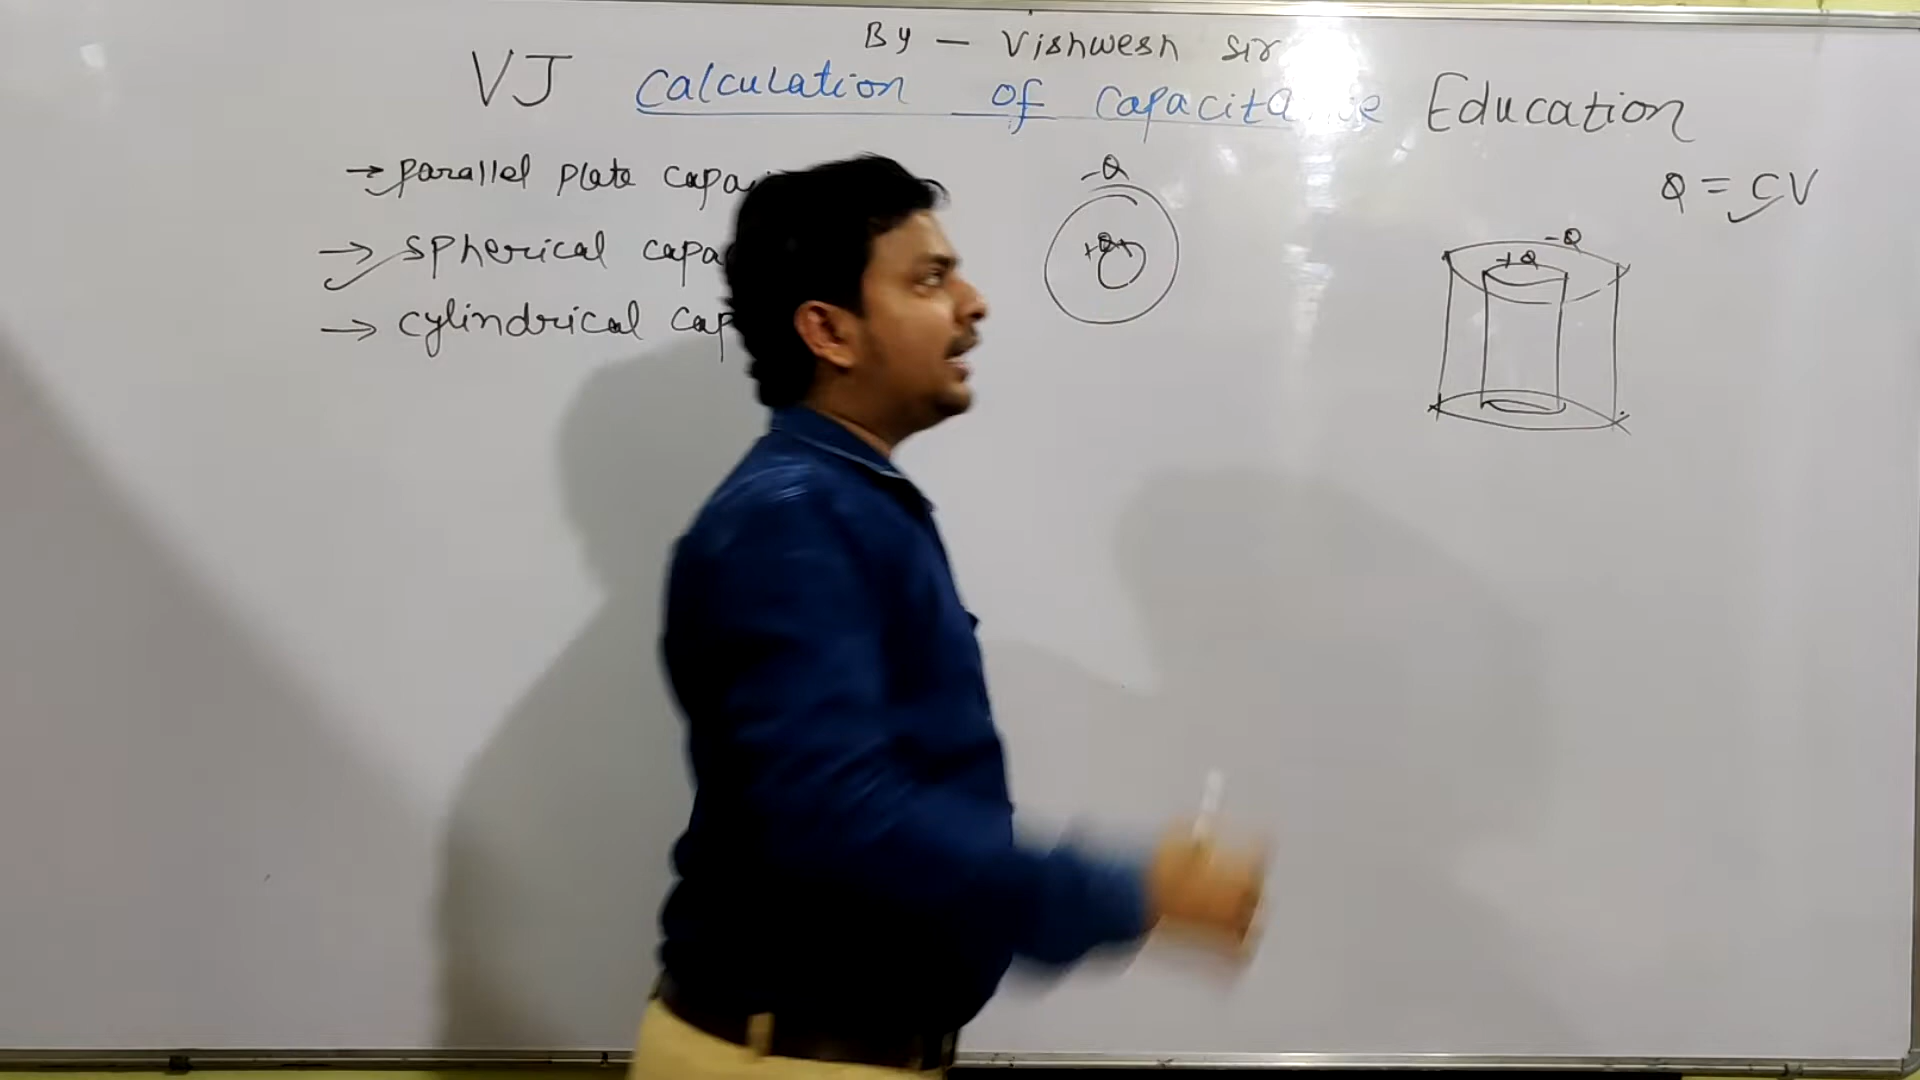 By - Vishwesh Sir
VJ Calculation of Capacitance Education
→ parallel plate capa
→ spherical capa
→ cylindrical cap
-Q
+Q
Q = CV
-Q
+Q